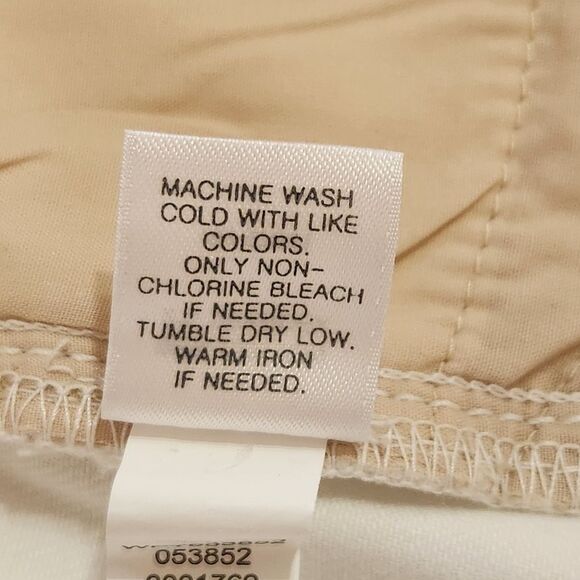 MACHINE WASH
COLD WITH LIKE
COLORS.
ONLY NON-
CHLORINE BLEACH
IF NEEDED.
TUMBLE DRY LOW.
WARM IRON
IF NEEDED.
053852